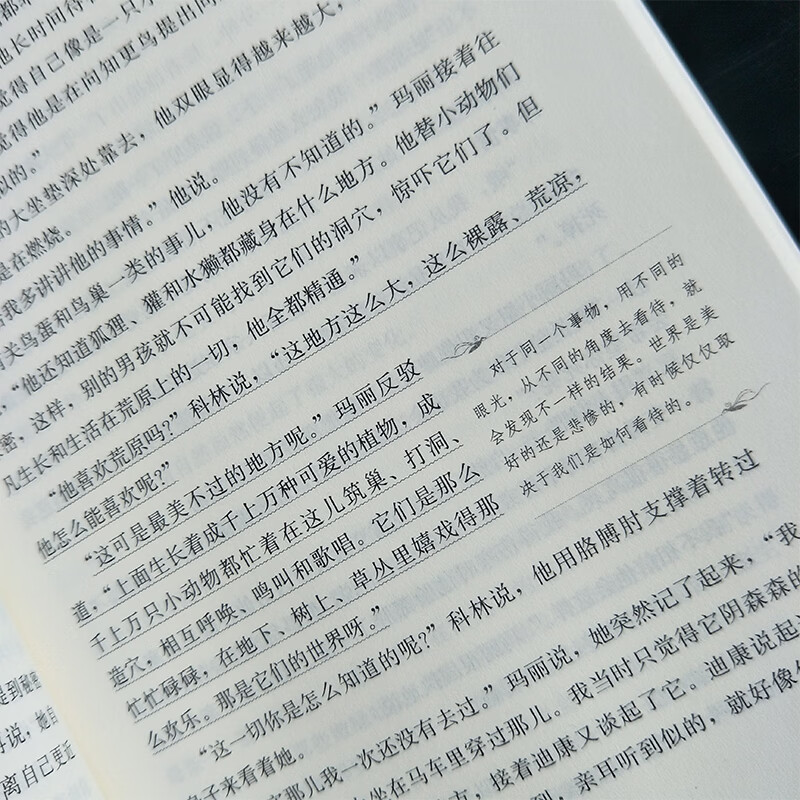 他长时间待
觉得自己像是一只
觉得他是在向知更鸟提出问
似的。”
的大坐垫深处靠去，他双眼显得越来越大，
是在燃烧。
我多讲讲他的事情。”他说。
关鸟蛋和鸟巢一类的事儿，他没有不知道的。”玛丽接着往
“他还知道狐狸、獾和水獭都藏身在什么地方。他替小动物们
密，这样，别的男孩就不可能找到它们的洞穴，惊吓它们了。但
凡生长和生活在荒原上的一切，他全都精通。”
“他喜欢荒原吗？”科林说，“这地方这么大，这么裸露、荒凉，
他怎么能喜欢呢？”
“这可是最美不过的地方呢。”玛丽反驳
道，“上面生长着成千上万种可爱的植物，成
千上万只小动物都忙着在这儿筑巢、打洞、
造穴，相互呼唤、鸣叫和歌唱。它们是那么
忙忙碌碌，在地下、树上、草丛里嬉戏得那
么欢乐。那是它们的世界呀。”
对于同一个事物，用不同的
眼光，从不同的角度去看待，就
会发现不一样的结果。世界是美
好的还是悲惨的，有时候仅仅取
决于我们是如何看待的。
“这一切你是怎么知道的呢？”科林说，他用胳膊肘支撑着转过
身子来看着她。
那儿我一次还没有去过。”玛丽说，她突然记了起来，“我
坐在马车里穿过那儿。我当时只觉得它阴森森的
方，接着迪康又谈起了它。迪康说起
到似的，亲耳听到似的，就好像
离自己更近